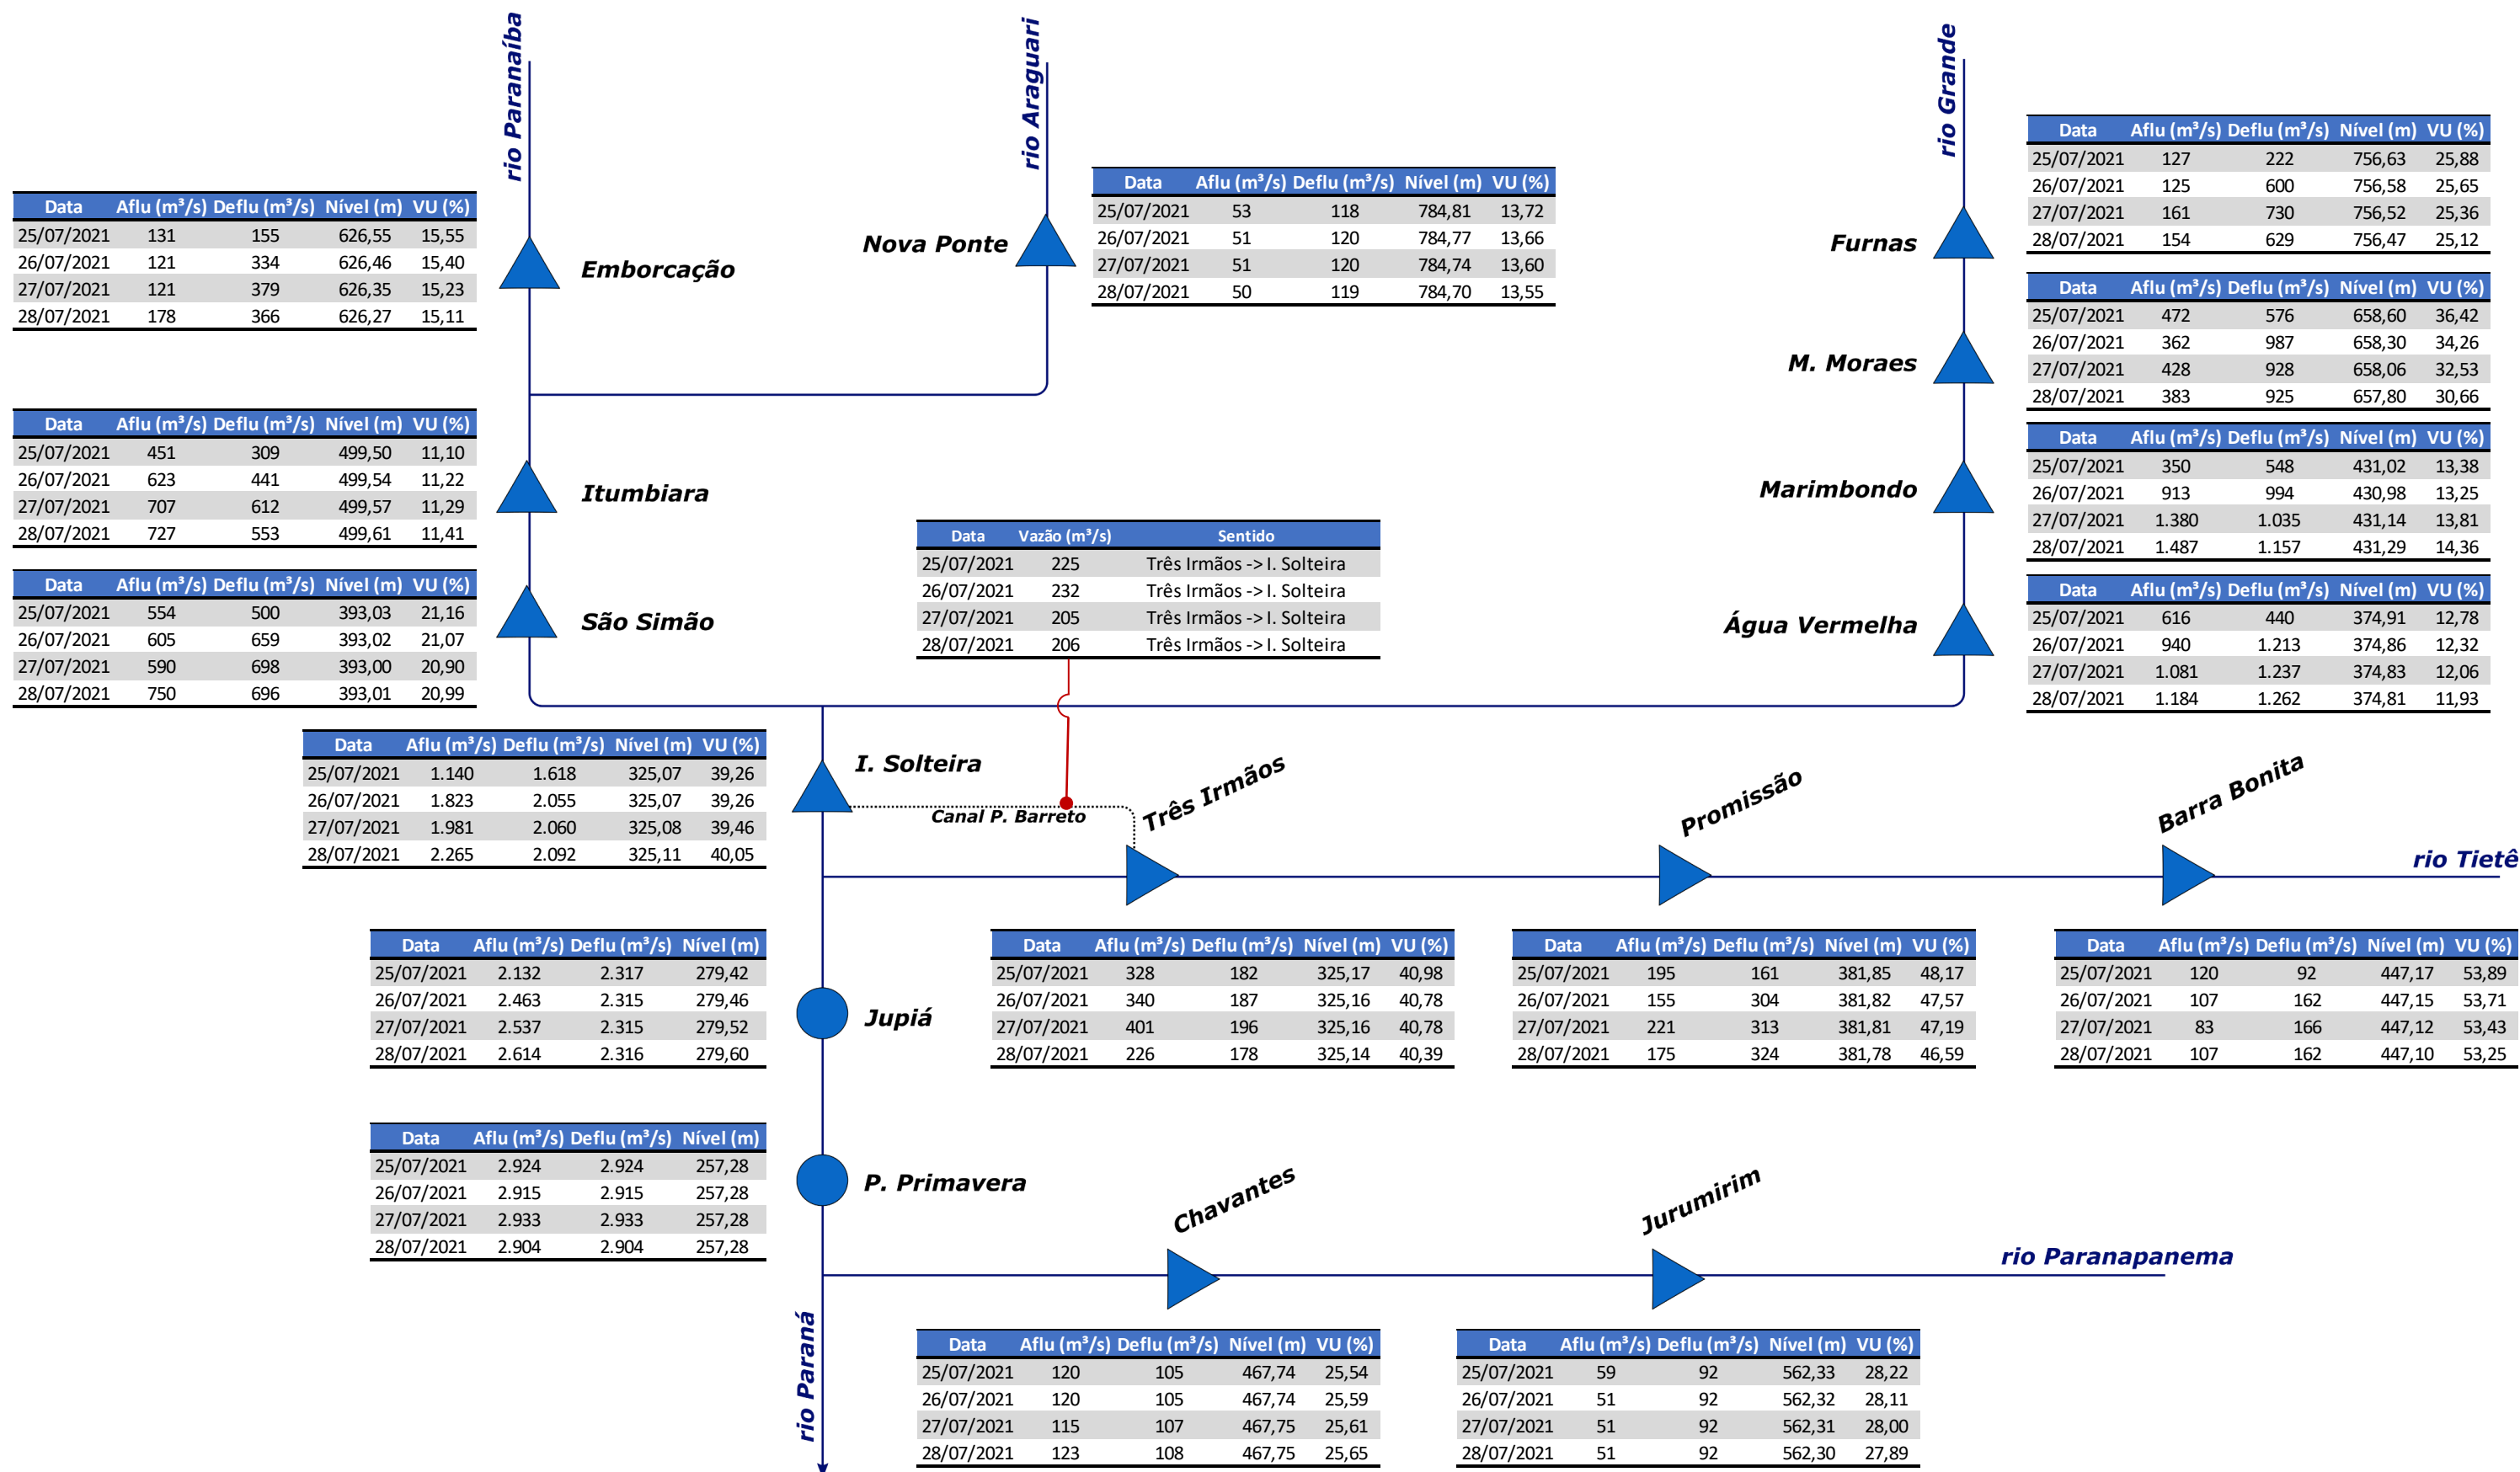 rio Paranaíba
rio Araguari
rio Grande
Data Aflu (m³/s) Deflu (m³/s) Nível (m) VU (%)
25/07/2021 127 222 756,63 25,88
26/07/2021 125 600 756,58 25,65
27/07/2021 161 730 756,52 25,36
28/07/2021 154 629 756,47 25,12
Furnas
Data Aflu (m³/s) Deflu (m³/s) Nível (m) VU (%)
25/07/2021 53 118 784,81 13,72
26/07/2021 51 120 784,77 13,66
27/07/2021 51 120 784,74 13,60
28/07/2021 50 119 784,70 13,55
Nova Ponte
Data Aflu (m³/s) Deflu (m³/s) Nível (m) VU (%)
25/07/2021 131 155 626,55 15,55
26/07/2021 121 334 626,46 15,40
27/07/2021 121 379 626,35 15,23
28/07/2021 178 366 626,27 15,11
Emborcação
Data Aflu (m³/s) Deflu (m³/s) Nível (m) VU (%)
25/07/2021 472 576 658,60 36,42
26/07/2021 362 987 658,30 34,26
27/07/2021 428 928 658,06 32,53
28/07/2021 383 925 657,80 30,66
M. Moraes
Data Aflu (m³/s) Deflu (m³/s) Nível (m) VU (%)
25/07/2021 451 309 499,50 11,10
26/07/2021 623 441 499,54 11,22
27/07/2021 707 612 499,57 11,29
28/07/2021 727 553 499,61 11,41
Itumbiara
Data Aflu (m³/s) Deflu (m³/s) Nível (m) VU (%)
25/07/2021 350 548 431,02 13,38
26/07/2021 913 994 430,98 13,25
27/07/2021 1.380 1.035 431,14 13,81
28/07/2021 1.487 1.157 431,29 14,36
Marimbondo
Data Vazão (m³/s) Sentido
25/07/2021 225 Três Irmãos -> I. Solteira
26/07/2021 232 Três Irmãos -> I. Solteira
27/07/2021 205 Três Irmãos -> I. Solteira
28/07/2021 206 Três Irmãos -> I. Solteira
Data Aflu (m³/s) Deflu (m³/s) Nível (m) VU (%)
25/07/2021 554 500 393,03 21,16
26/07/2021 605 659 393,02 21,07
27/07/2021 590 698 393,00 20,90
28/07/2021 750 696 393,01 20,99
São Simão
Data Aflu (m³/s) Deflu (m³/s) Nível (m) VU (%)
25/07/2021 616 440 374,91 12,78
26/07/2021 940 1.213 374,86 12,32
27/07/2021 1.081 1.237 374,83 12,06
28/07/2021 1.184 1.262 374,81 11,93
Água Vermelha
Data Aflu (m³/s) Deflu (m³/s) Nível (m) VU (%)
25/07/2021 1.140 1.618 325,07 39,26
26/07/2021 1.823 2.055 325,07 39,26
27/07/2021 1.981 2.060 325,08 39,46
28/07/2021 2.265 2.092 325,11 40,05
I. Solteira
Canal P. Barreto
Três Irmãos
Promissão
Barra Bonita
rio Tietê
Data Aflu (m³/s) Deflu (m³/s) Nível (m)
25/07/2021 2.132 2.317 279,42
26/07/2021 2.463 2.315 279,46
27/07/2021 2.537 2.315 279,52
28/07/2021 2.614 2.316 279,60
Jupiá
Data Aflu (m³/s) Deflu (m³/s) Nível (m) VU (%)
25/07/2021 328 182 325,17 40,98
26/07/2021 340 187 325,16 40,78
27/07/2021 401 196 325,16 40,78
28/07/2021 226 178 325,14 40,39
Data Aflu (m³/s) Deflu (m³/s) Nível (m) VU (%)
25/07/2021 195 161 381,85 48,17
26/07/2021 155 304 381,82 47,57
27/07/2021 221 313 381,81 47,19
28/07/2021 175 324 381,78 46,59
Data Aflu (m³/s) Deflu (m³/s) Nível (m) VU (%)
25/07/2021 120 92 447,17 53,89
26/07/2021 107 162 447,15 53,71
27/07/2021 83 166 447,12 53,43
28/07/2021 107 162 447,10 53,25
Data Aflu (m³/s) Deflu (m³/s) Nível (m)
25/07/2021 2.924 2.924 257,28
26/07/2021 2.915 2.915 257,28
27/07/2021 2.933 2.933 257,28
28/07/2021 2.904 2.904 257,28
P. Primavera
Chavantes
Jurumirim
rio Paranapanema
rio Paraná
Data Aflu (m³/s) Deflu (m³/s) Nível (m) VU (%)
25/07/2021 120 105 467,74 25,54
26/07/2021 120 105 467,74 25,59
27/07/2021 115 107 467,75 25,61
28/07/2021 123 108 467,75 25,65
Data Aflu (m³/s) Deflu (m³/s) Nível (m) VU (%)
25/07/2021 59 92 562,33 28,22
26/07/2021 51 92 562,32 28,11
27/07/2021 51 92 562,31 28,00
28/07/2021 51 92 562,30 27,89